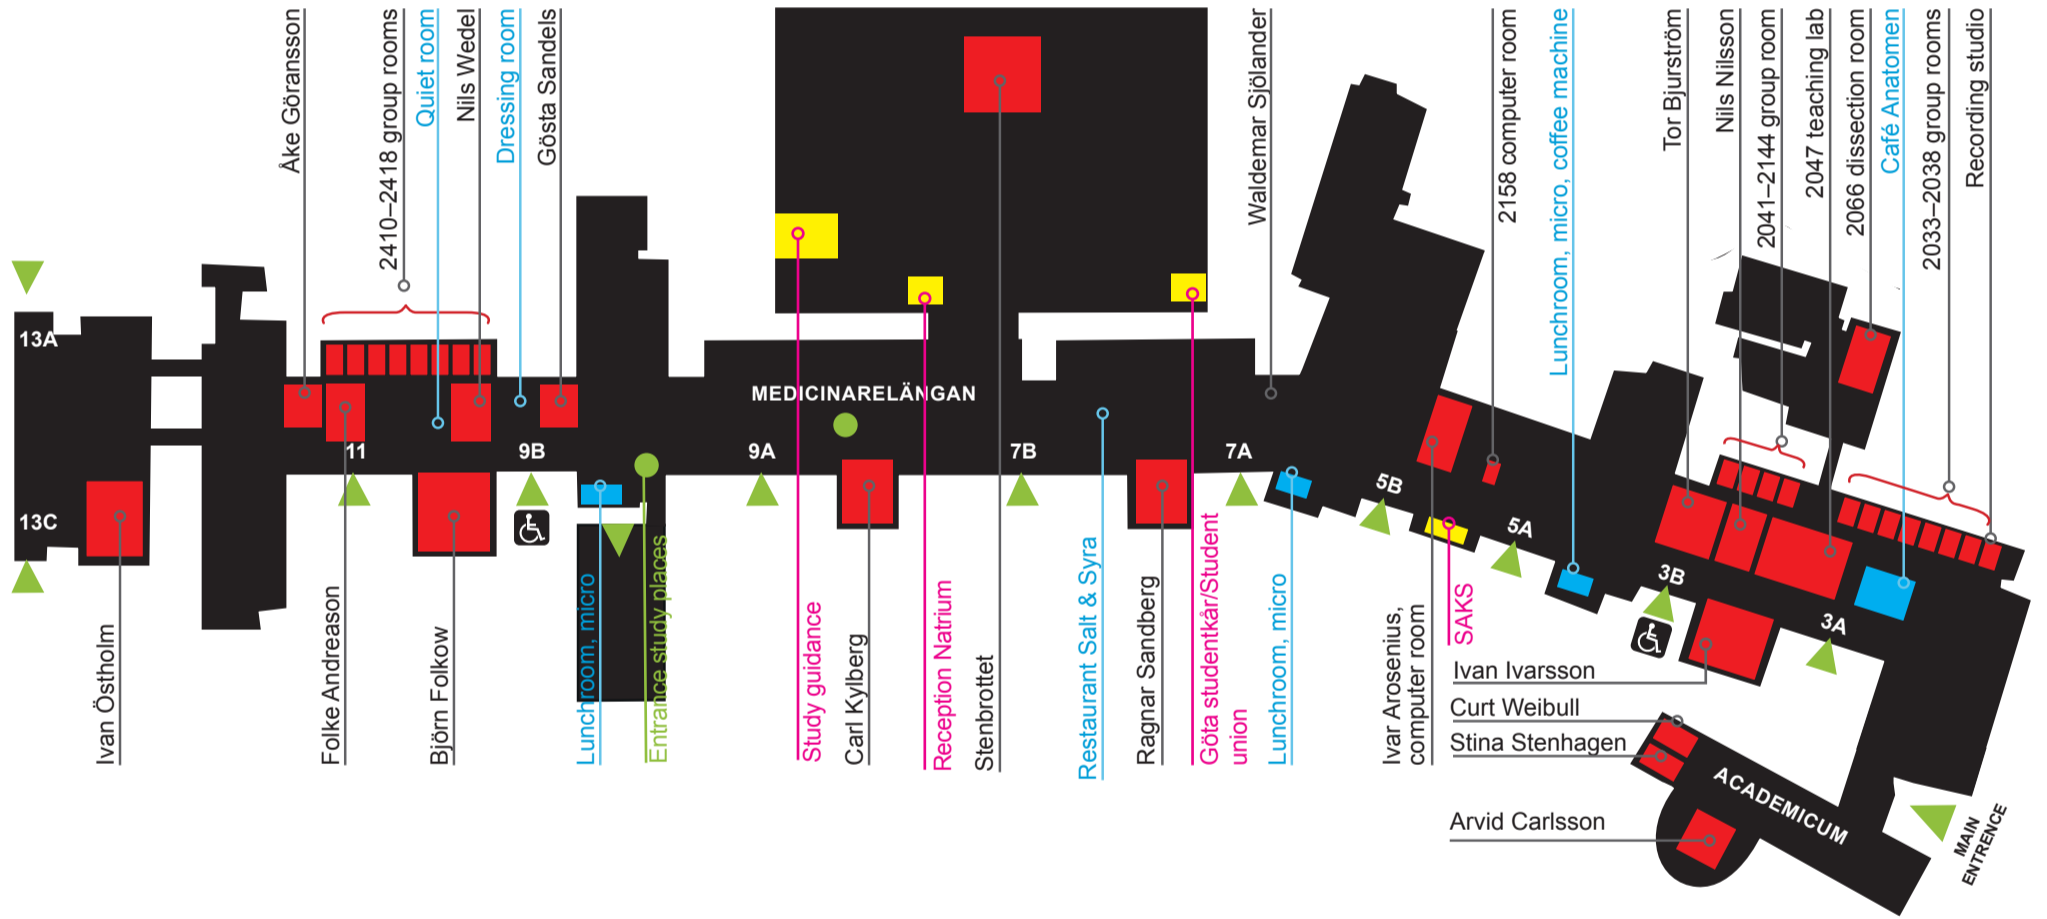 Åke Göransson
2410–2418 group rooms
Quiet room
Nils Wedel
Dressing room
Gösta Sandels
Waldemar Sjölander
2158 computer room
Lunchroom, micro, coffee machine
Tor Bjurström
Nils Nilsson
2041–2144 group room
2047 teaching lab
2066 dissection room
Café Anatomen
2033–2038 group rooms
Recording studio
13A
13C
MEDICINARELÄNGAN
11
9B
9A
7B
7A
5B
5A
3B
3A
Ivan Östholm
Folke Andreason
Björn Folkow
Lunchroom, micro
Entrance study places
Study guidance
Carl Kylberg
Reception Natrium
Stenbrottet
Restaurant Salt & Syra
Ragnar Sandberg
Göta studentkår/Student
union
Lunchroom, micro
Ivar Arosenius,
computer room
SAKS
Ivan Ivarsson
Curt Weibull
Stina Stenhagen
Arvid Carlsson
ACADEMICUM
MAIN
ENTRENCE